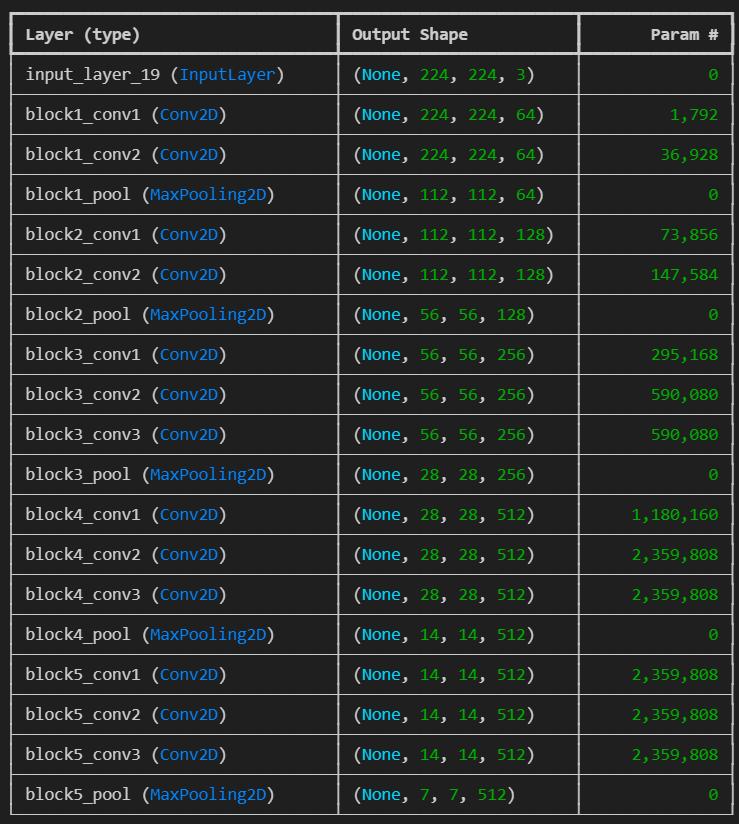 Layer (type) Output Shape Param #
input_layer_19 (InputLayer) (None, 224, 224, 3) 0
block1_conv1 (Conv2D) (None, 224, 224, 64) 1,792
block1_conv2 (Conv2D) (None, 224, 224, 64) 36,928
block1_pool (MaxPooling2D) (None, 112, 112, 64) 0
block2_conv1 (Conv2D) (None, 112, 112, 128) 73,856
block2_conv2 (Conv2D) (None, 112, 112, 128) 147,584
block2_pool (MaxPooling2D) (None, 56, 56, 128) 0
block3_conv1 (Conv2D) (None, 56, 56, 256) 295,168
block3_conv2 (Conv2D) (None, 56, 56, 256) 590,080
block3_conv3 (Conv2D) (None, 56, 56, 256) 590,080
block3_pool (MaxPooling2D) (None, 28, 28, 256) 0
block4_conv1 (Conv2D) (None, 28, 28, 512) 1,180,160
block4_conv2 (Conv2D) (None, 28, 28, 512) 2,359,808
block4_conv3 (Conv2D) (None, 28, 28, 512) 2,359,808
block4_pool (MaxPooling2D) (None, 14, 14, 512) 0
block5_conv1 (Conv2D) (None, 14, 14, 512) 2,359,808
block5_conv2 (Conv2D) (None, 14, 14, 512) 2,359,808
block5_conv3 (Conv2D) (None, 14, 14, 512) 2,359,808
block5_pool (MaxPooling2D) (None, 7, 7, 512) 0